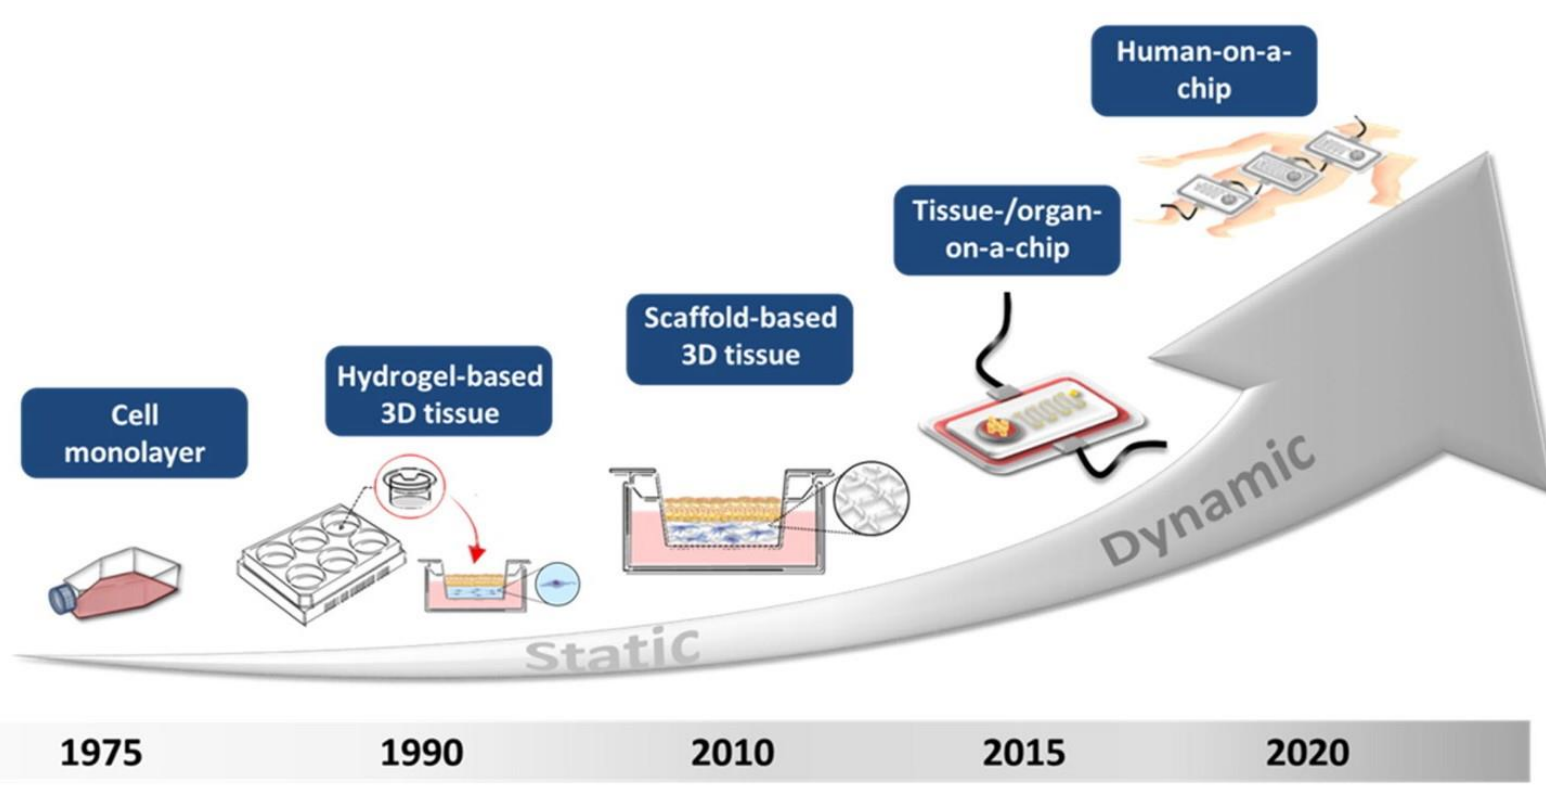 Human-on-a-
chip
Tissue-/organ-
on-a-chip
Scaffold-based
3D tissue
Hydrogel-based
3D tissue
Cell
monolayer
Static
Dynamic
1975
1990
2010
2015
2020